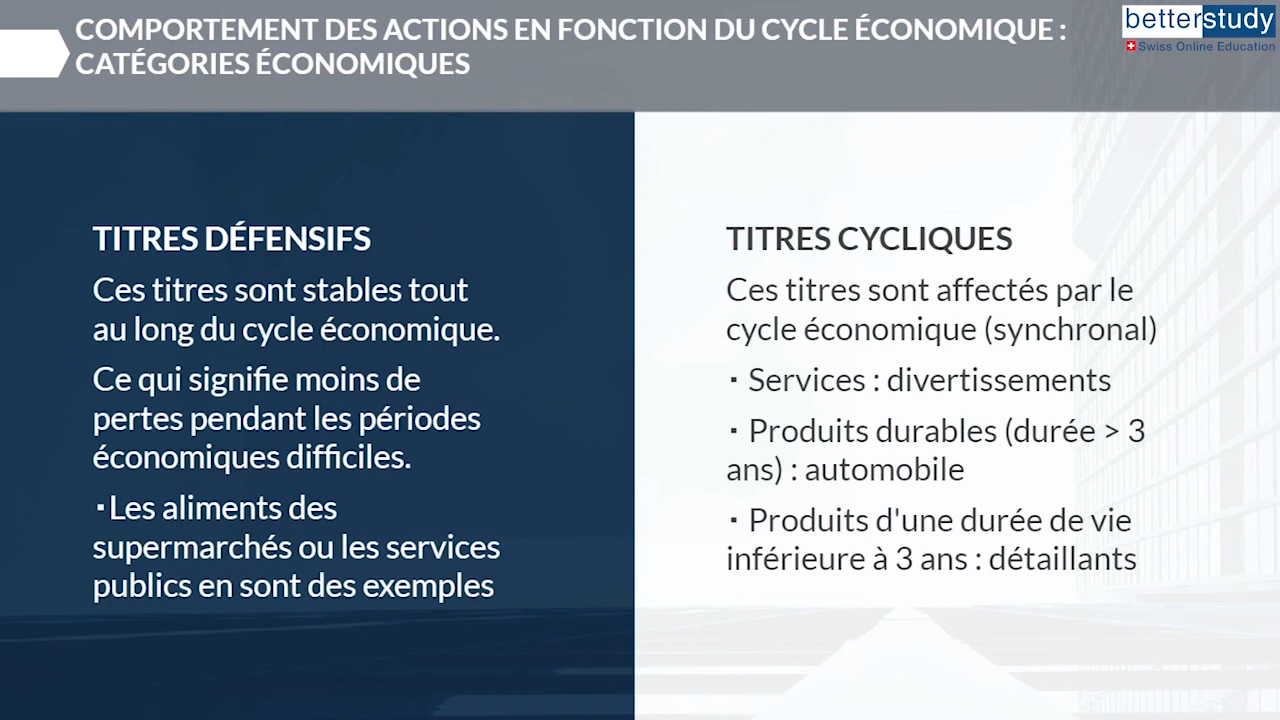 COMPORTEMENT DES ACTIONS EN FONCTION DU CYCLE ÉCONOMIQUE :
CATÉGORIES ÉCONOMIQUES
betterstudy
Swiss Online Education
TITRES DÉFENSIFS
Ces titres sont stables tout
au long du cycle économique.
Ce qui signifie moins de
pertes pendant les périodes
économiques difficiles.
▪Les aliments des
supermarchés ou les services
publics en sont des exemples
TITRES CYCLIQUES
Ces titres sont affectés par le
cycle économique (synchronal)
▪ Services : divertissements
▪ Produits durables (durée > 3
ans) : automobile
▪ Produits d'une durée de vie
inférieure à 3 ans : détaillants